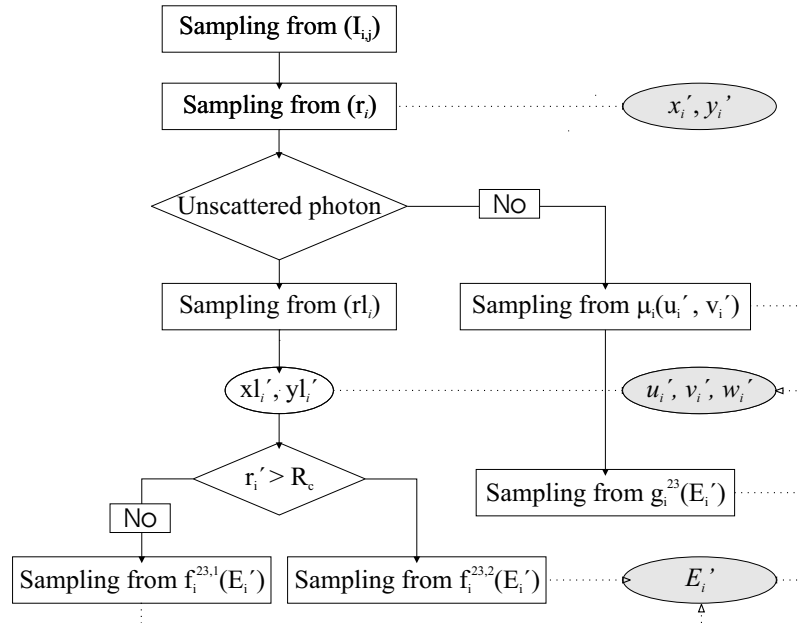 Sampling from (I_{i,j})
Sampling from (r_i)
x_i´, y_i’
Unscattered photon
No
Sampling from (rl_i)
Sampling from μ_i(u_i´, v_i´)
xl_i´, yl_i´
u_i´, v_i´, w_i´
r_i´ > R_c
Sampling from g_i^{23}(E_i´)
No
Sampling from f_i^{23,1}(E_i´)
Sampling from f_i^{23,2}(E_i´)
E_i’